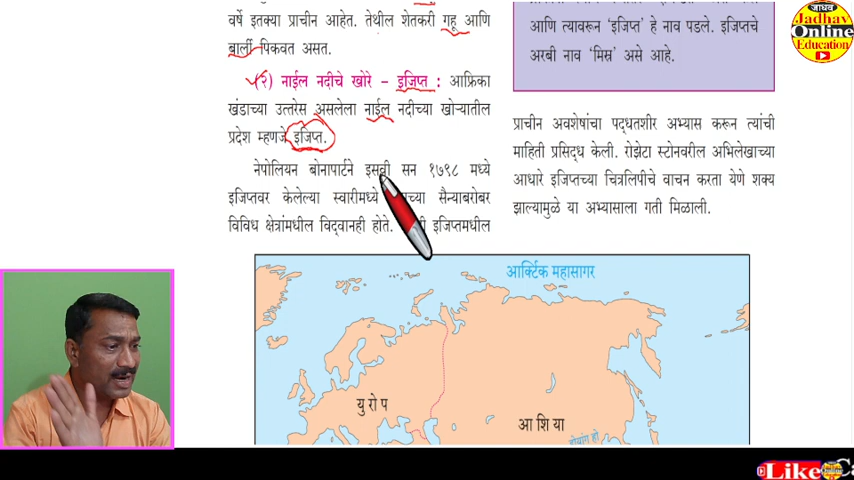 वर्षे इतक्या प्राचीन आहेत. तेथील शेतकरी गहू आणि
बार्ली पिकवत असत.
(२) नाईल नदीचे खोरे – इजिप्त : आफ्रिका
खंडाच्या उत्तरेस असलेला नाईल नदीच्या खोऱ्यातील
प्रदेश म्हणजे इजिप्त.
नेपोलियन बोनापार्टने इसवी सन १७९८ मध्ये
इजिप्तवर केलेल्या स्वारीमध्ये सैन्याबरोबर
विविध क्षेत्रांमधील विद्वानही होते. इजिप्तमधील
आणि त्यावरून ‘इजिप्त’ हे नाव पडले. इजिप्तचे
अरबी नाव ‘मिस्र’ असे आहे.
प्राचीन अवशेषांचा पद्धतशीर अभ्यास करून त्यांची
माहिती प्रसिद्ध केली. रोझेटा स्टोनवरील अभिलेखाच्या
आधारे इजिप्तच्या चित्रलिपीचे वाचन करता येणे शक्य
झाल्यामुळे या अभ्यासाला गती मिळाली.
आर्क्टिक महासागर
युरोप
आशिया
जाधव
Jadhav
Online
Education
Like